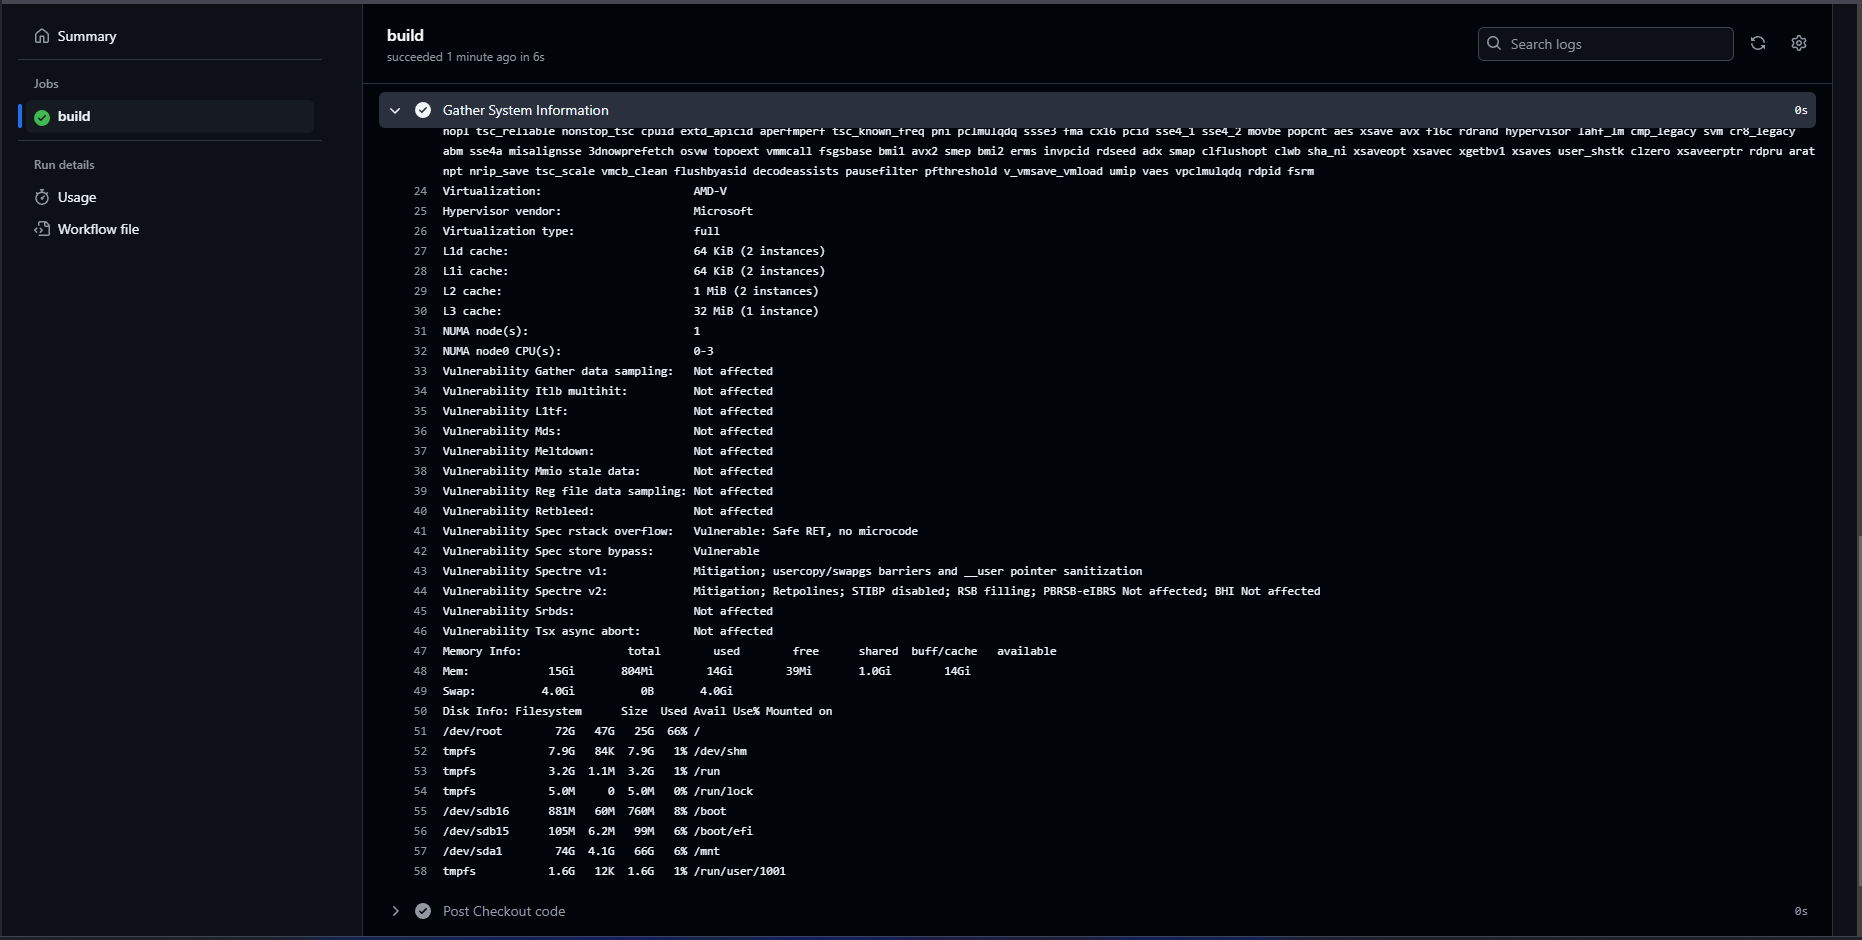 Summary
Jobs
build
Run details
Usage
Workflow file
build
succeeded 1 minute ago in 6s
Search logs
Gather System Information 0s
nopl tsc_reliable nonstop_tsc cpuid extd_apicid aperfmperf tsc_known_freq pni pclmulqdq ssse3 fma cx16 pcid sse4_1 sse4_2 movbe popcnt aes xsave avx f16c rdrand hypervisor lahf_lm cmp_legacy svm cr8_legacy
abm sse4a misalignsse 3dnowprefetch osvw topoext vmmcall fsgsbase bmi1 avx2 smep bmi2 erms invpcid rdseed adx smap clflushopt clwb sha_ni xsaveopt xsavec xgetbv1 xsaves user_shstk clzero xsaveerptr rdpru arat
npt nrip_save tsc_scale vmcb_clean flushbyasid decodeassists pausefilter pfthreshold v_vmsave_vmload umip vaes vpclmulqdq rdpid fsrm
24 Virtualization: AMD-V
25 Hypervisor vendor: Microsoft
26 Virtualization type: full
27 L1d cache: 64 KiB (2 instances)
28 L1i cache: 64 KiB (2 instances)
29 L2 cache: 1 MiB (2 instances)
30 L3 cache: 32 MiB (1 instance)
31 NUMA node(s): 1
32 NUMA node0 CPU(s): 0-3
33 Vulnerability Gather data sampling: Not affected
34 Vulnerability Itlb multihit: Not affected
35 Vulnerability L1tf: Not affected
36 Vulnerability Mds: Not affected
37 Vulnerability Meltdown: Not affected
38 Vulnerability Mmio stale data: Not affected
39 Vulnerability Reg file data sampling: Not affected
40 Vulnerability Retbleed: Not affected
41 Vulnerability Spec rstack overflow: Vulnerable: Safe RET, no microcode
42 Vulnerability Spec store bypass: Vulnerable
43 Vulnerability Spectre v1: Mitigation; usercopy/swapgs barriers and __user pointer sanitization
44 Vulnerability Spectre v2: Mitigation; Retpolines; STIBP disabled; RSB filling; PBRSB-eIBRS Not affected; BHI Not affected
45 Vulnerability Srbds: Not affected
46 Vulnerability Tsx async abort: Not affected
47 Memory Info: total used free shared buff/cache available
48 Mem: 15Gi 804Mi 14Gi 39Mi 1.0Gi 14Gi
49 Swap: 4.0Gi 0B 4.0Gi
50 Disk Info: Filesystem Size Used Avail Use% Mounted on
51 /dev/root 72G 47G 25G 66% /
52 tmpfs 7.9G 84K 7.9G 1% /dev/shm
53 tmpfs 3.2G 1.1M 3.2G 1% /run
54 tmpfs 5.0M 0 5.0M 0% /run/lock
55 /dev/sdb16 881M 60M 760M 8% /boot
56 /dev/sdb15 105M 6.2M 99M 6% /boot/efi
57 /dev/sda1 74G 4.1G 66G 6% /mnt
58 tmpfs 1.6G 12K 1.6G 1% /run/user/1001
Post Checkout code 0s